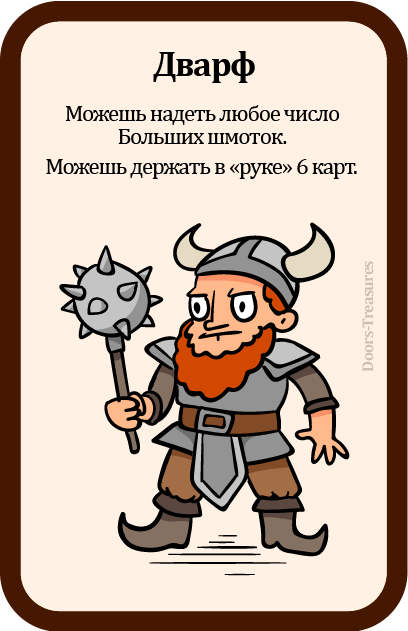 Дварф
Можешь надеть любое число
Больших шмоток.
Можешь держать в «руке» 6 карт.
Doors-Treasures